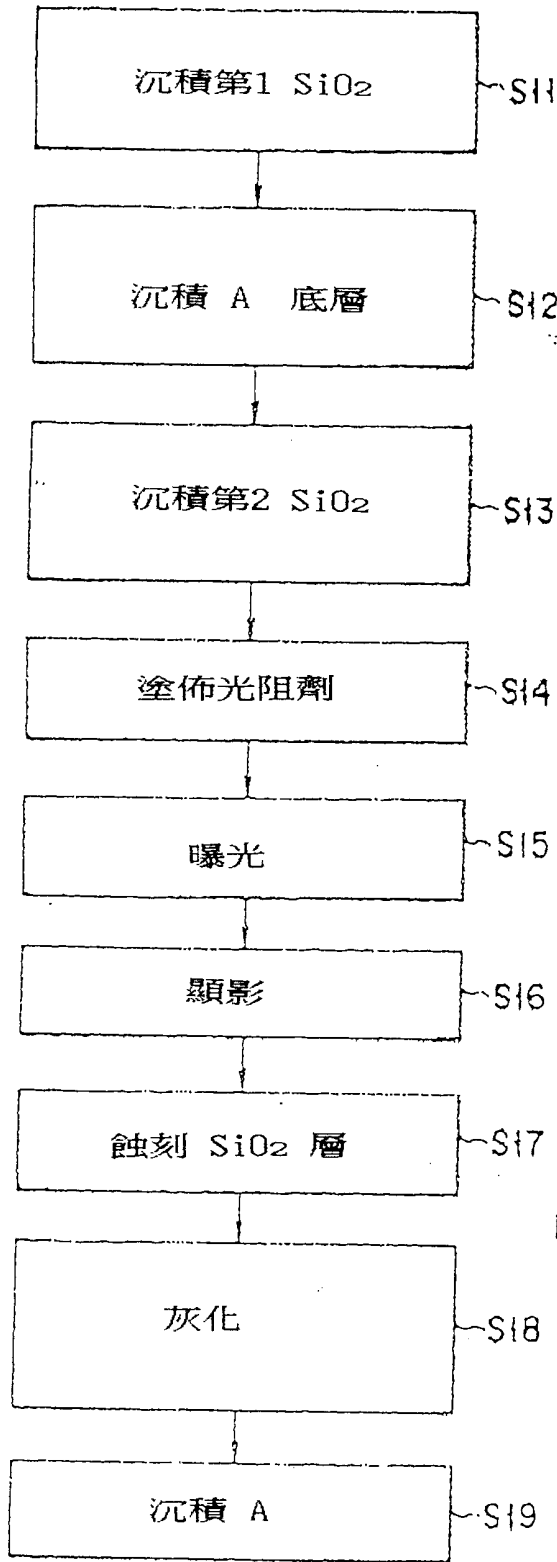 沉積第1 SiO₂ S11
沉積 A 底層 S12
沉積第2 SiO₂ S13
塗佈光阻劑 S14
曝光 S15
顯影 S16
蝕刻 SiO₂ 層 S17
灰化 S18
沉積 A S19